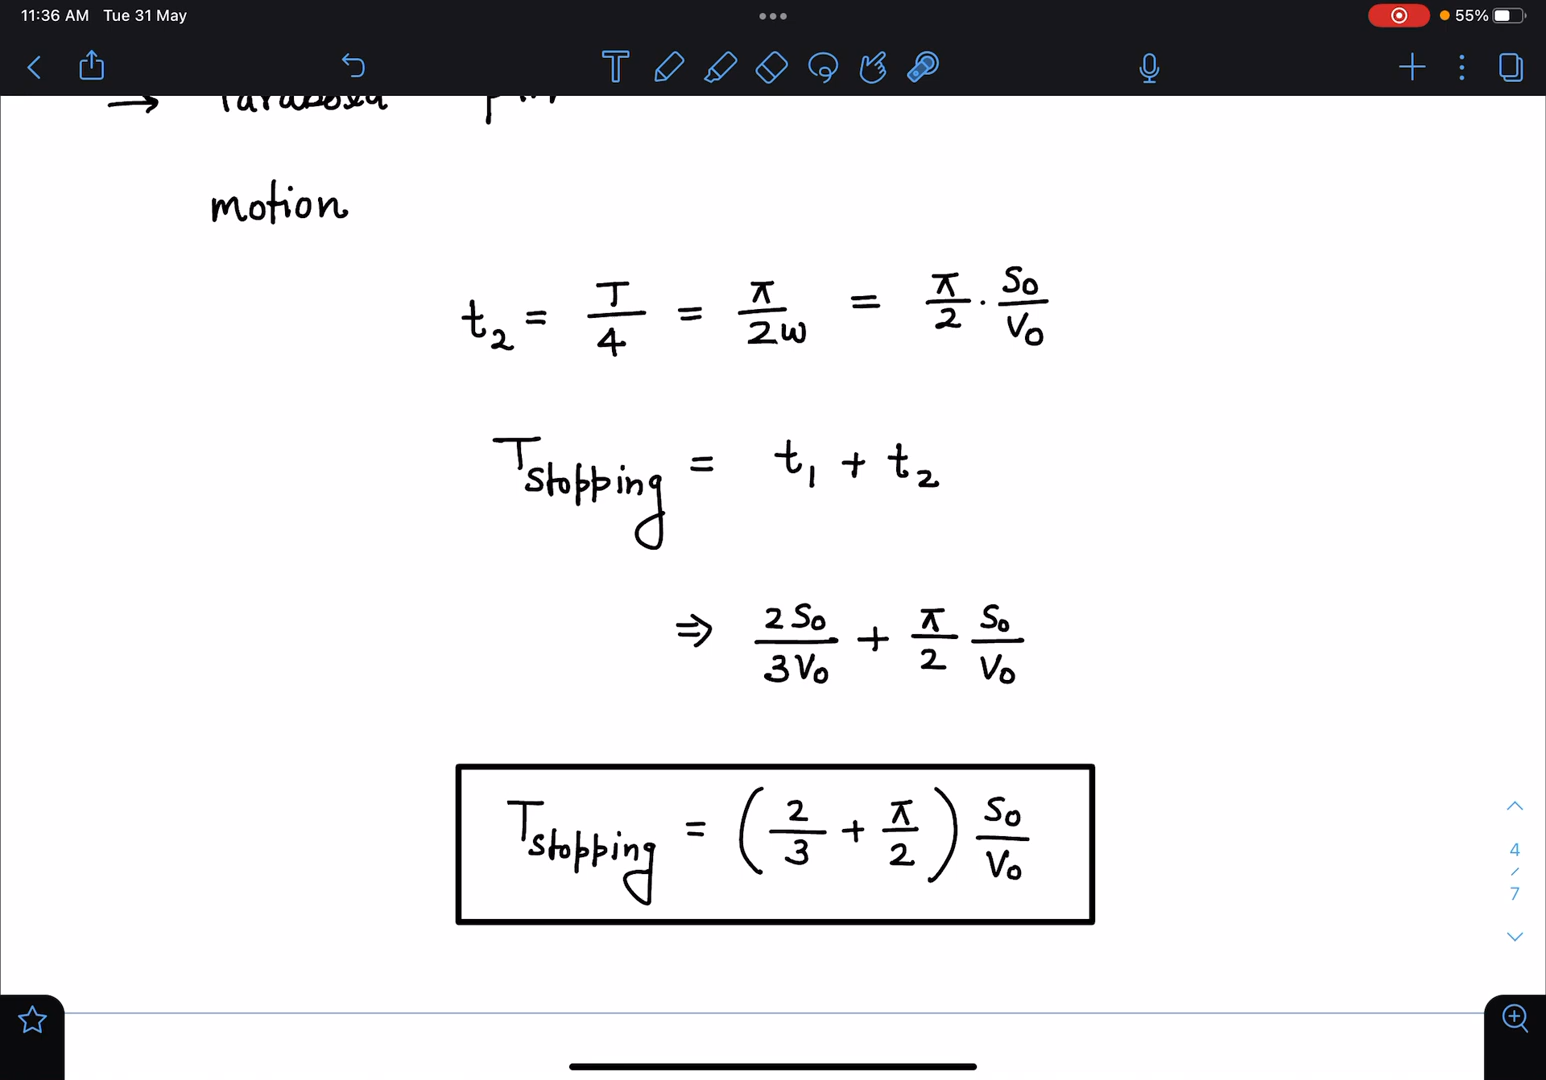 11:36 AM Tue 31 May
55%
→
motion
t₂ = T/4 = π/2ω = π/2 · S₀/V₀
T_stopping = t₁ + t₂
⇒ 2S₀/3V₀ + π/2 S₀/V₀
T_stopping = (2/3 + π/2) S₀/V₀
4
/
7